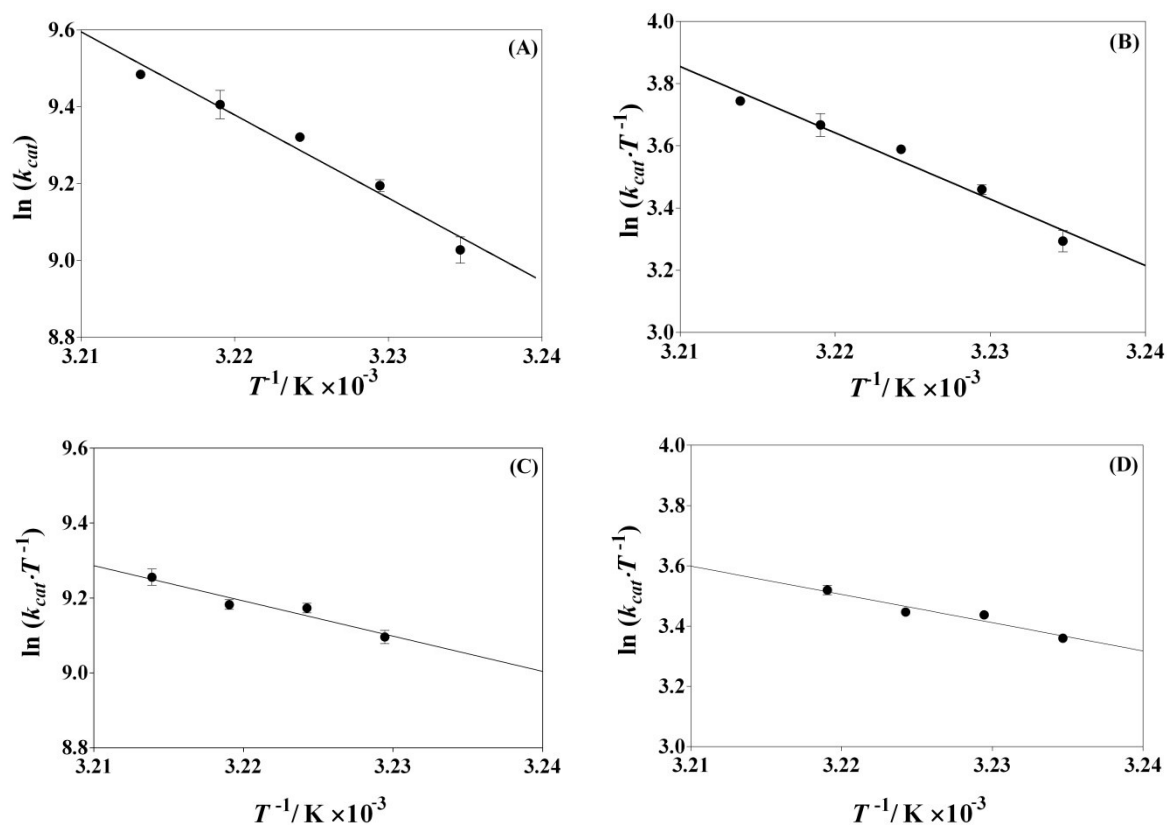 (A)
ln (k_cat)
9.6
9.4
9.2
9.0
8.8
3.21 3.22 3.23 3.24
T⁻¹/ K ×10⁻³
(B)
ln (k_cat·T⁻¹)
4.0
3.8
3.6
3.4
3.2
3.0
3.21 3.22 3.23 3.24
T⁻¹/ K ×10⁻³
(C)
ln (k_cat·T⁻¹)
9.6
9.4
9.2
9.0
8.8
3.21 3.22 3.23 3.24
T⁻¹/ K ×10⁻³
(D)
ln (k_cat·T⁻¹)
4.0
3.8
3.6
3.4
3.2
3.0
3.21 3.22 3.23 3.24
T⁻¹/ K ×10⁻³